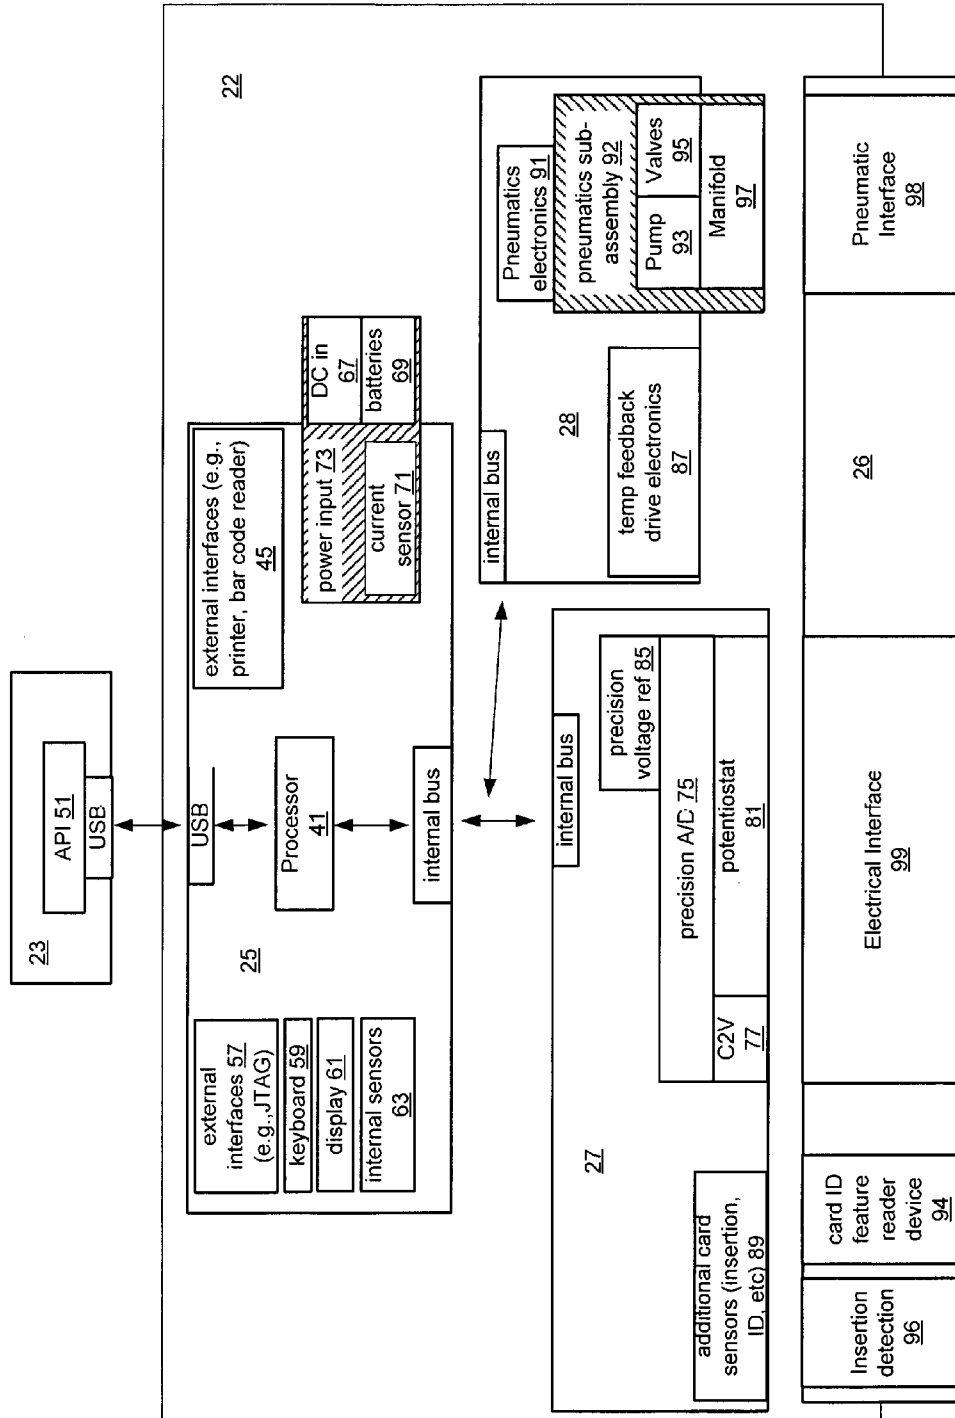 23
API 51
USB
22
external
interfaces 57
(e.g.,JTAG)
keyboard 59
display 61
internal sensors
63
25
USB
Processor
41
internal bus
external interfaces (e.g.,
printer, bar code reader)
45
power input 73
current
sensor 71
DC in
67
batteries
69
27
additional card
sensors (insertion,
ID, etc) 89
internal bus
precision
voltage ref 85
precision A/D 75
C2V
77
potentiostat
81
internal bus
28
temp feedback
drive electronics
87
Pneumatics
electronics 91
pneumatics sub-
assembly 92
Pump
93
Valves
95
Manifold
97
Insertion
detection
96
card ID
feature
reader
device
94
Electrical Interface
99
26
Pneumatic
Interface
98